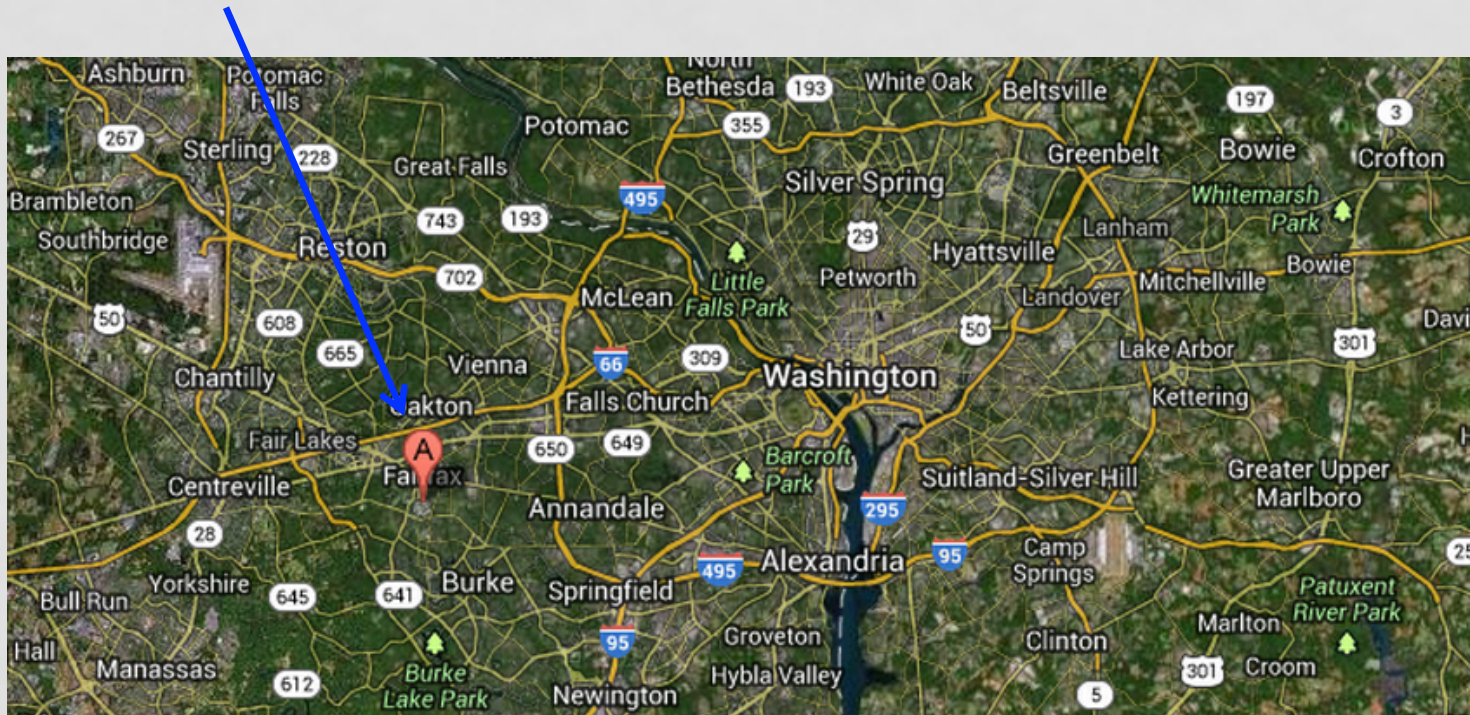 North
Bethesda
Ashburn
Potomac
Falls
193
White Oak
Beltsville
197
3
267
Sterling
228
Potomac
355
Great Falls
Greenbelt
Bowie
Crofton
Brambleton
495
Silver Spring
Whitemarsh
Park
Southbridge
Reston
743
193
29
Hyattsville
Lanham
702
Little
Falls Park
Petworth
Mitchellville
Bowie
50
608
McLean
Landover
665
Vienna
66
309
50
Lake Arbor
301
Chantilly
Washington
Kettering
Oakton
Falls Church
Fair Lakes
A
650
649
Barcroft
Park
Centreville
Fairfax
Suitland-Silver Hill
Greater Upper
Marlboro
28
Annandale
295
Yorkshire
Burke
Springfield
495
Alexandria
95
Camp
Springs
25
Bull Run
645
641
Patuxent
River Park
Hall
Manassas
95
Groveton
Clinton
Marlton
612
Burke
Lake Park
Newington
Hybla Valley
5
301
Croom